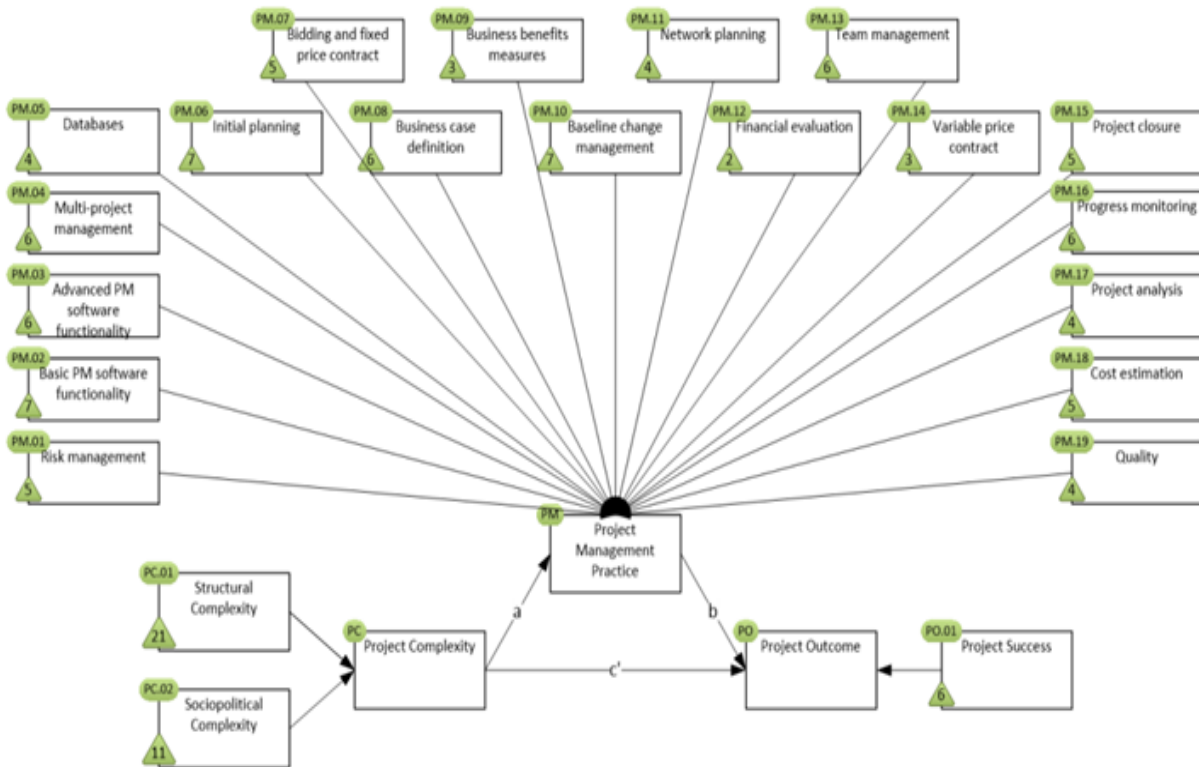 PM.07
Bidding and fixed
price contract
5
PM.09
Business benefits
measures
3
PM.11
Network planning
4
PM.13
Team management
6
PM.05
Databases
4
PM.06
Initial planning
7
PM.08
Business case
definition
6
PM.10
Baseline change
management
7
PM.12
Financial evaluation
2
PM.14
Variable price
contract
3
PM.15
Project closure
5
PM.04
Multi-project
management
6
PM.16
Progress monitoring
6
PM.03
Advanced PM
software
functionality
6
PM.17
Project analysis
4
PM.02
Basic PM software
functionality
7
PM.18
Cost estimation
5
PM.01
Risk management
5
PM.19
Quality
4
PM
Project
Management
Practice
PC.01
Structural
Complexity
21
a
b
PC
Project Complexity
c'
PO
Project Outcome
PO.01
Project Success
6
PC.02
Sociopolitical
Complexity
11